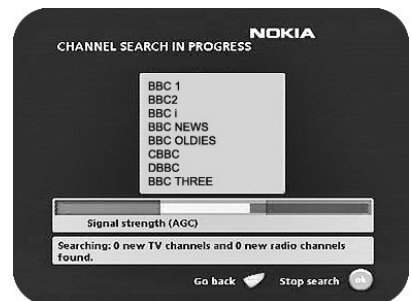 NOKIA
CHANNEL SEARCH IN PROGRESS
BBC 1
BBC2
BBC i
BBC NEWS
BBC OLDIES
CBBC
DBBC
BBC THREE
Signal strength (AGC)
Searching: 0 new TV channels and 0 new radio channels
found.
Go back Stop search ok